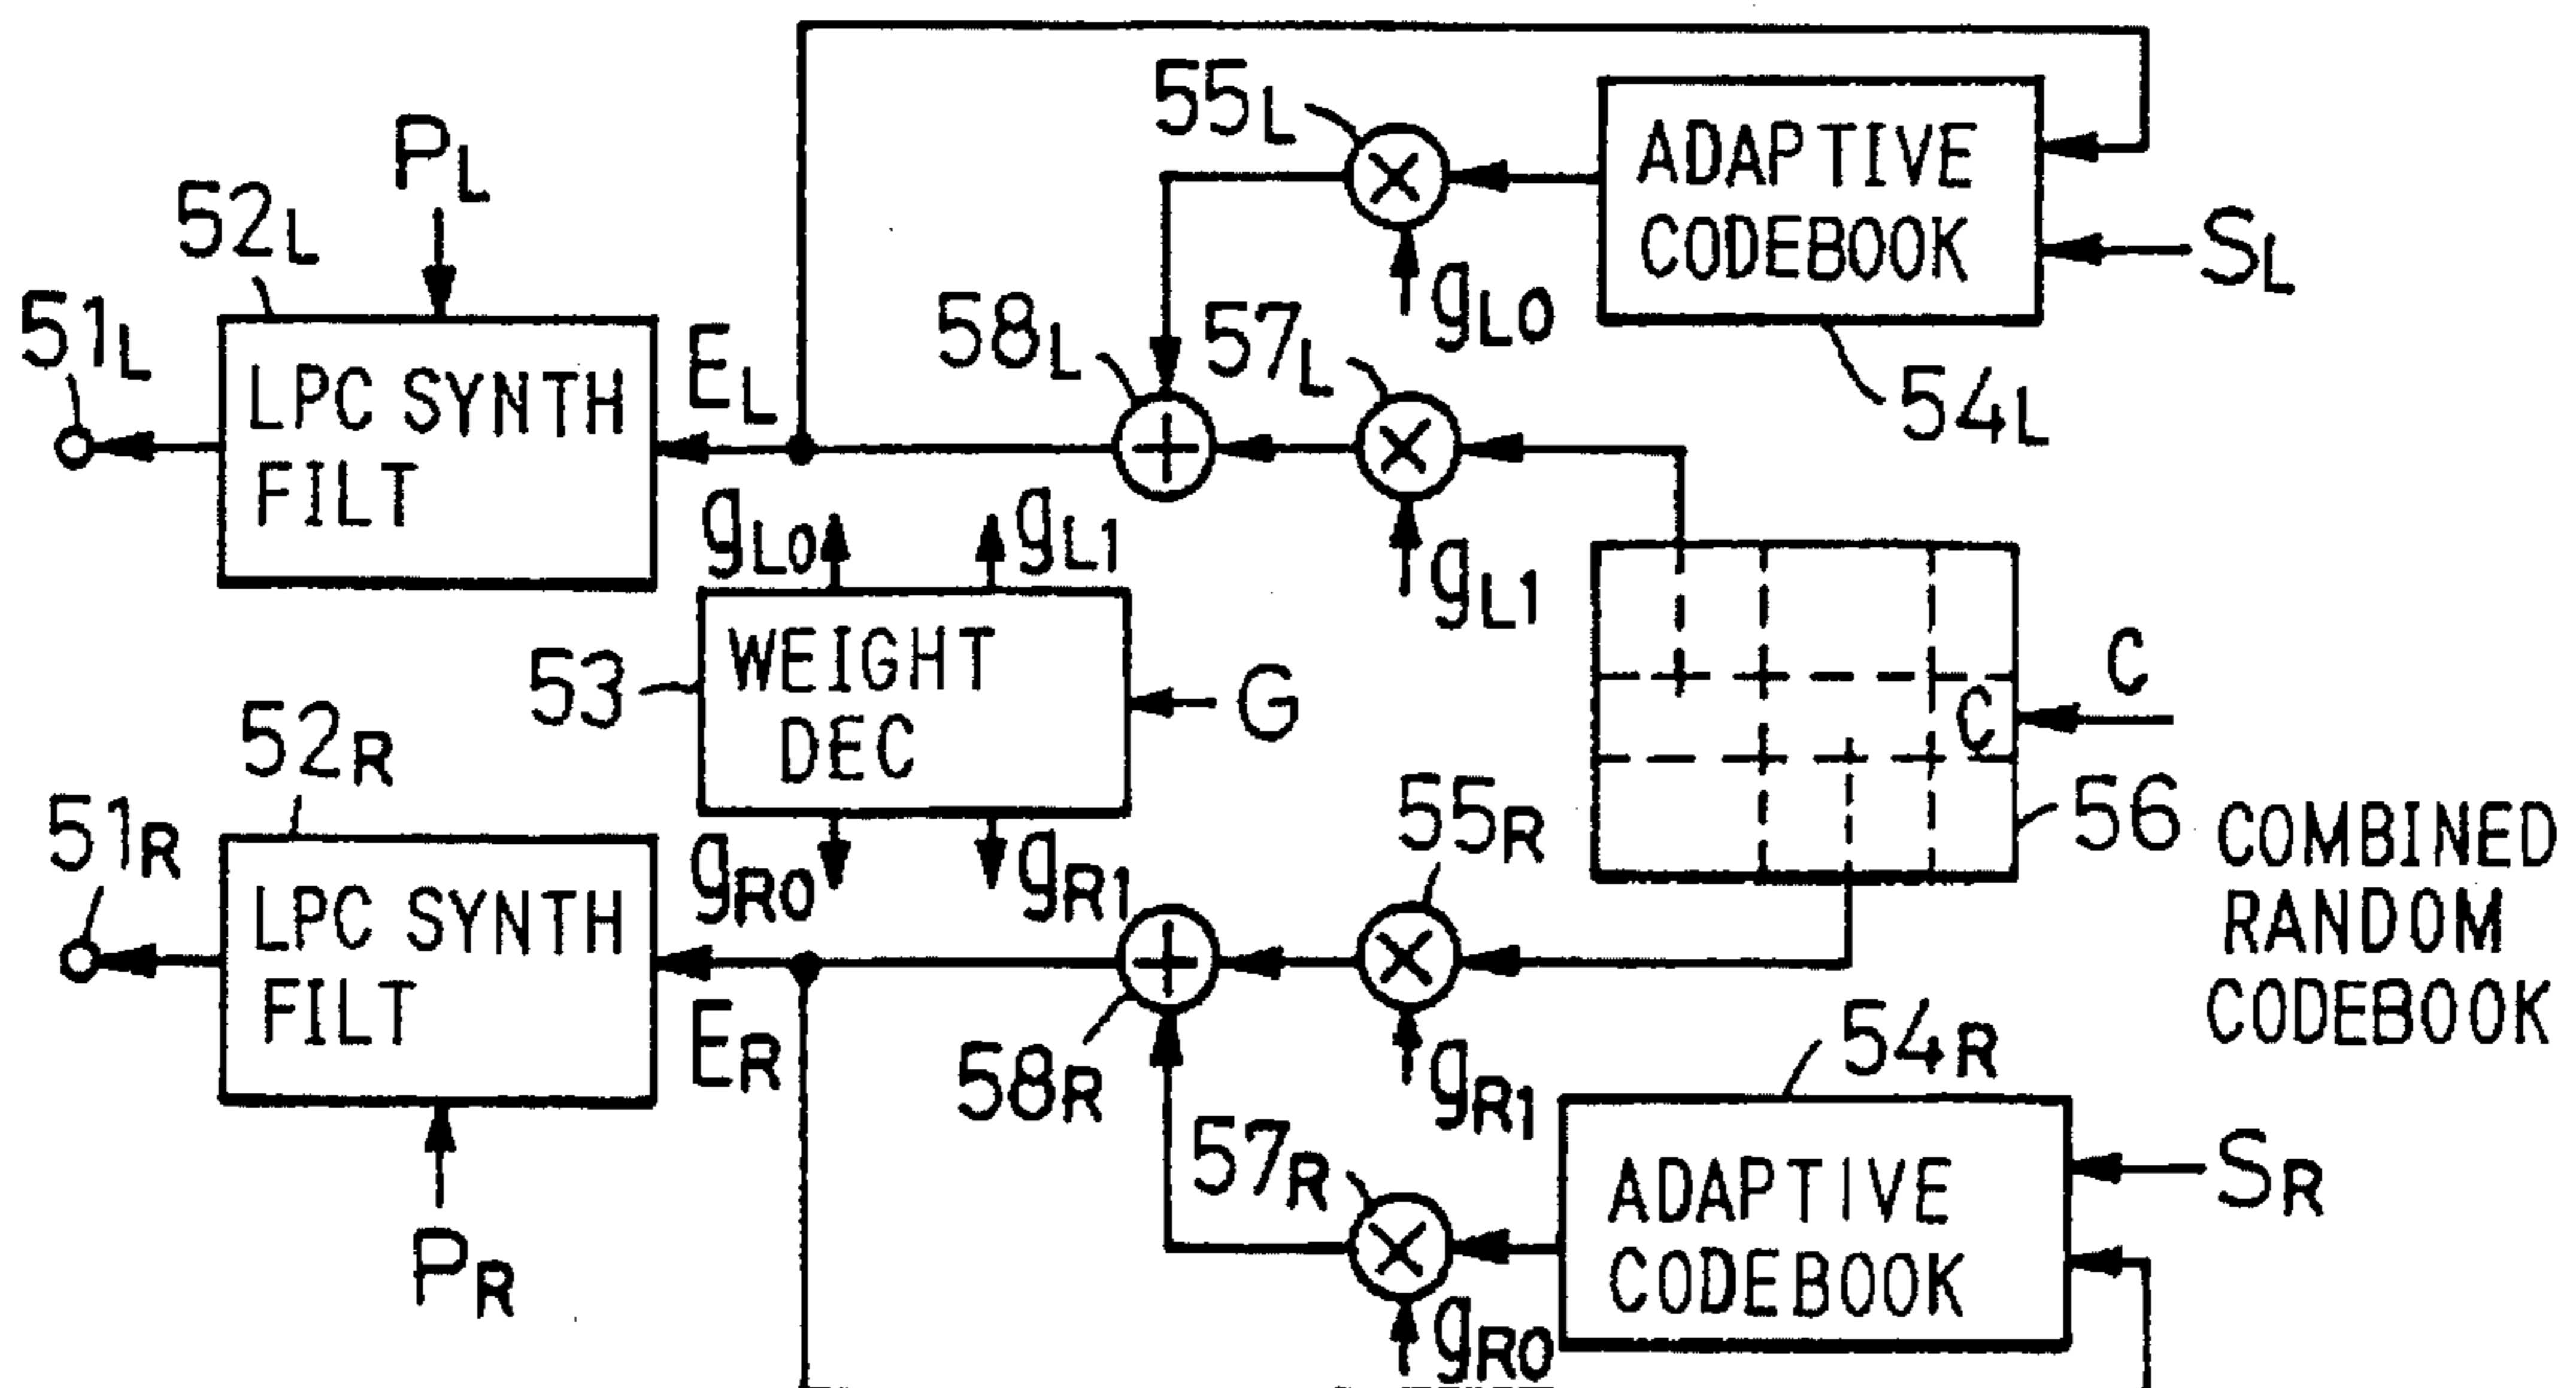 55L
ADAPTIVE
CODEBOOK
PL
52L
SL
gL0
51L
58L
57L
54L
LPC SYNTH
FILT
EL
gL0
gL1
gL1
WEIGHT
DEC
53
G
C
C
52R
55R
56
COMBINED
RANDOM
CODEBOOK
51R
gR0
gR1
LPC SYNTH
FILT
ER
58R
gR1
54R
57R
ADAPTIVE
CODEBOOK
SR
PR
gR0